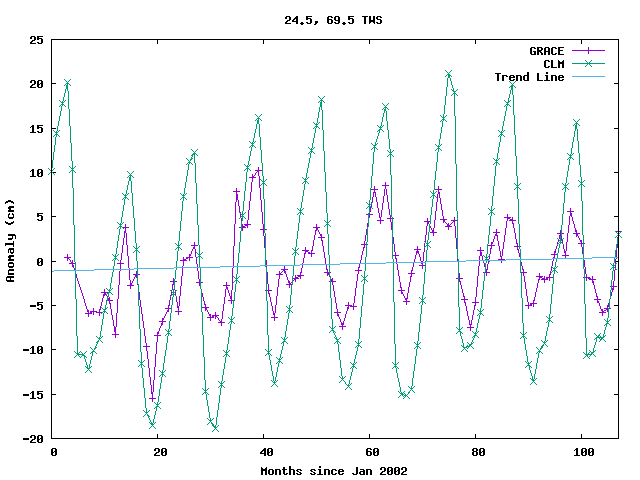 24.5, 69.5 TWS
25
20
15
10
5
0
-5
-10
-15
-20
Anomaly (cm)
GRACE
CLM
Trend Line
0 20 40 60 80 100
Months since Jan 2002